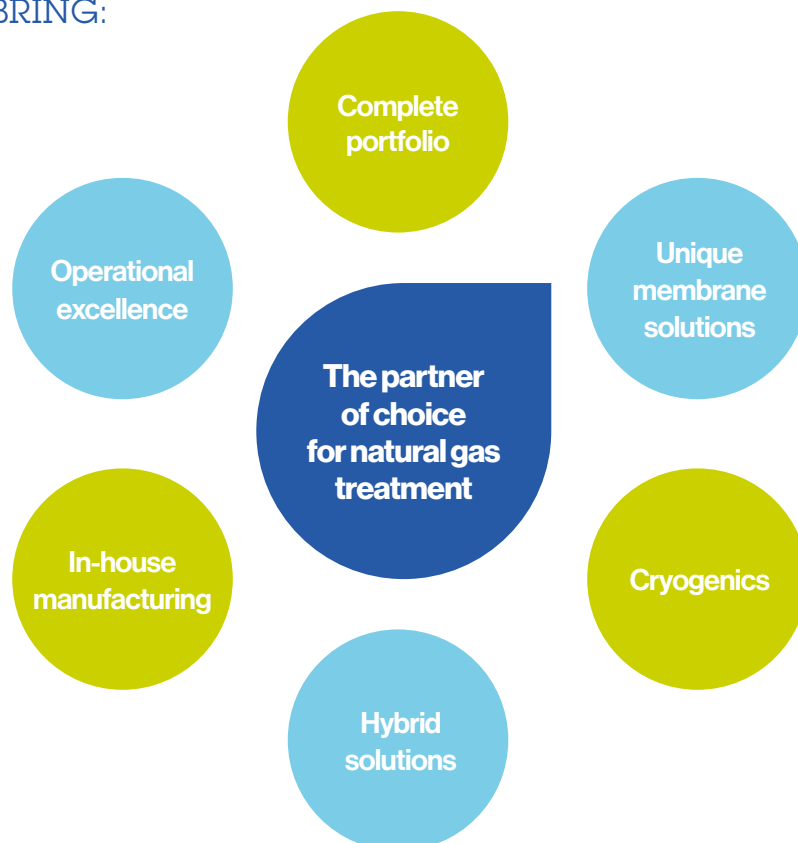 BRING:
Complete
portfolio
Operational
excellence
Unique
membrane
solutions
The partner
of choice
for natural gas
treatment
In-house
manufacturing
Cryogenics
Hybrid
solutions